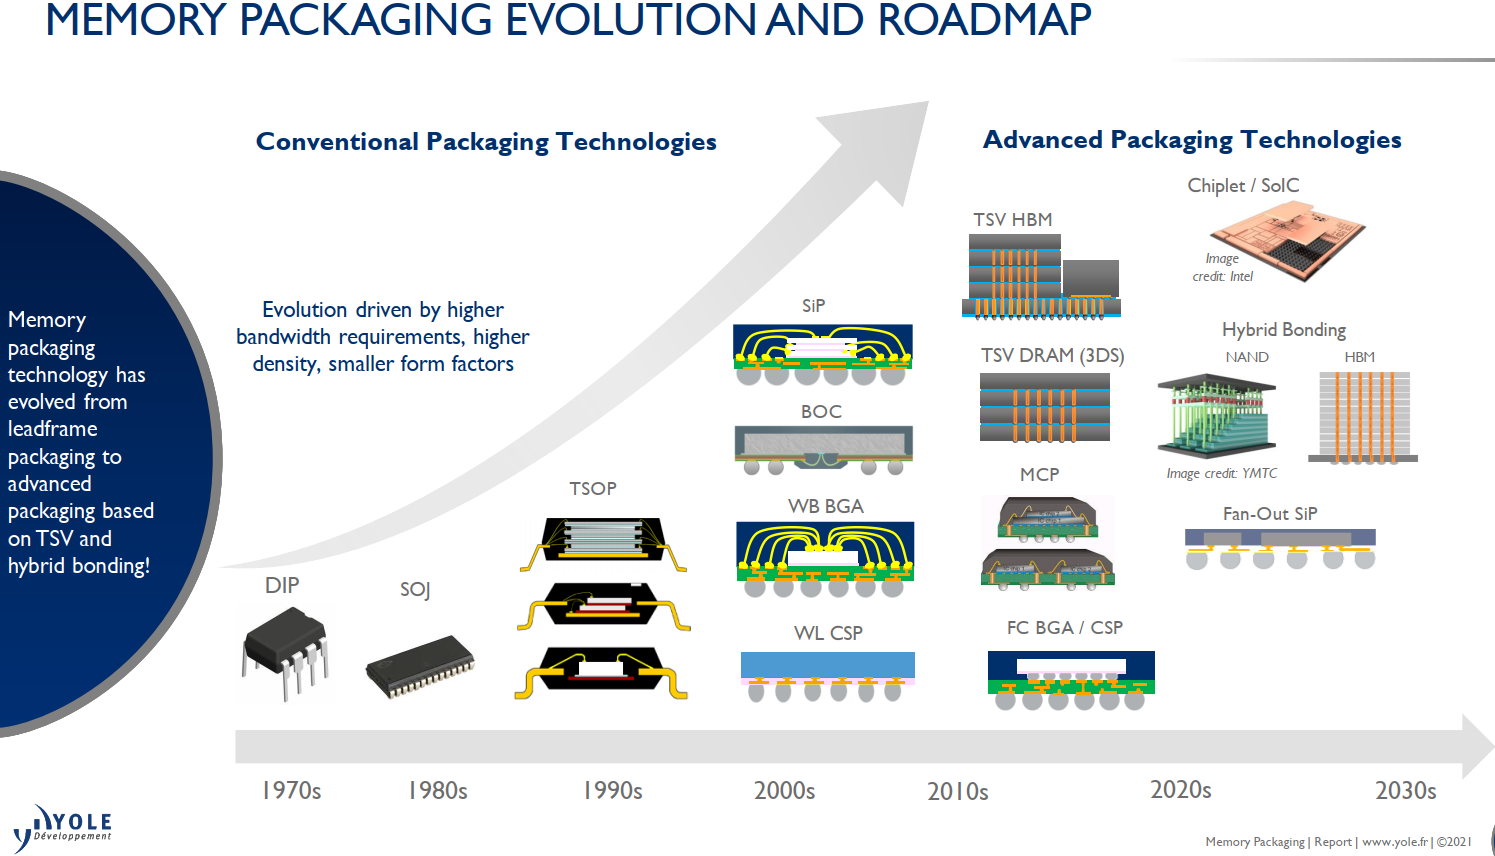 MEMORY PACKAGING EVOLUTION AND ROADMAP
Conventional Packaging Technologies
Advanced Packaging Technologies
Memory
packaging
technology has
evolved from
leadframe
packaging to
advanced
packaging based
on TSV and
hybrid bonding!
Evolution driven by higher
bandwidth requirements, higher
density, smaller form factors
DIP
SOJ
TSOP
SiP
BOC
WB BGA
WL CSP
TSV HBM
TSV DRAM (3DS)
MCP
FC BGA / CSP
Chiplet / SoIC
Image
credit: Intel
Hybrid Bonding
NAND
HBM
Image credit: YMTC
Fan-Out SiP
1970s
1980s
1990s
2000s
2010s
2020s
2030s
YOLE
Développement
Memory Packaging | Report | www.yole.fr | ©2021